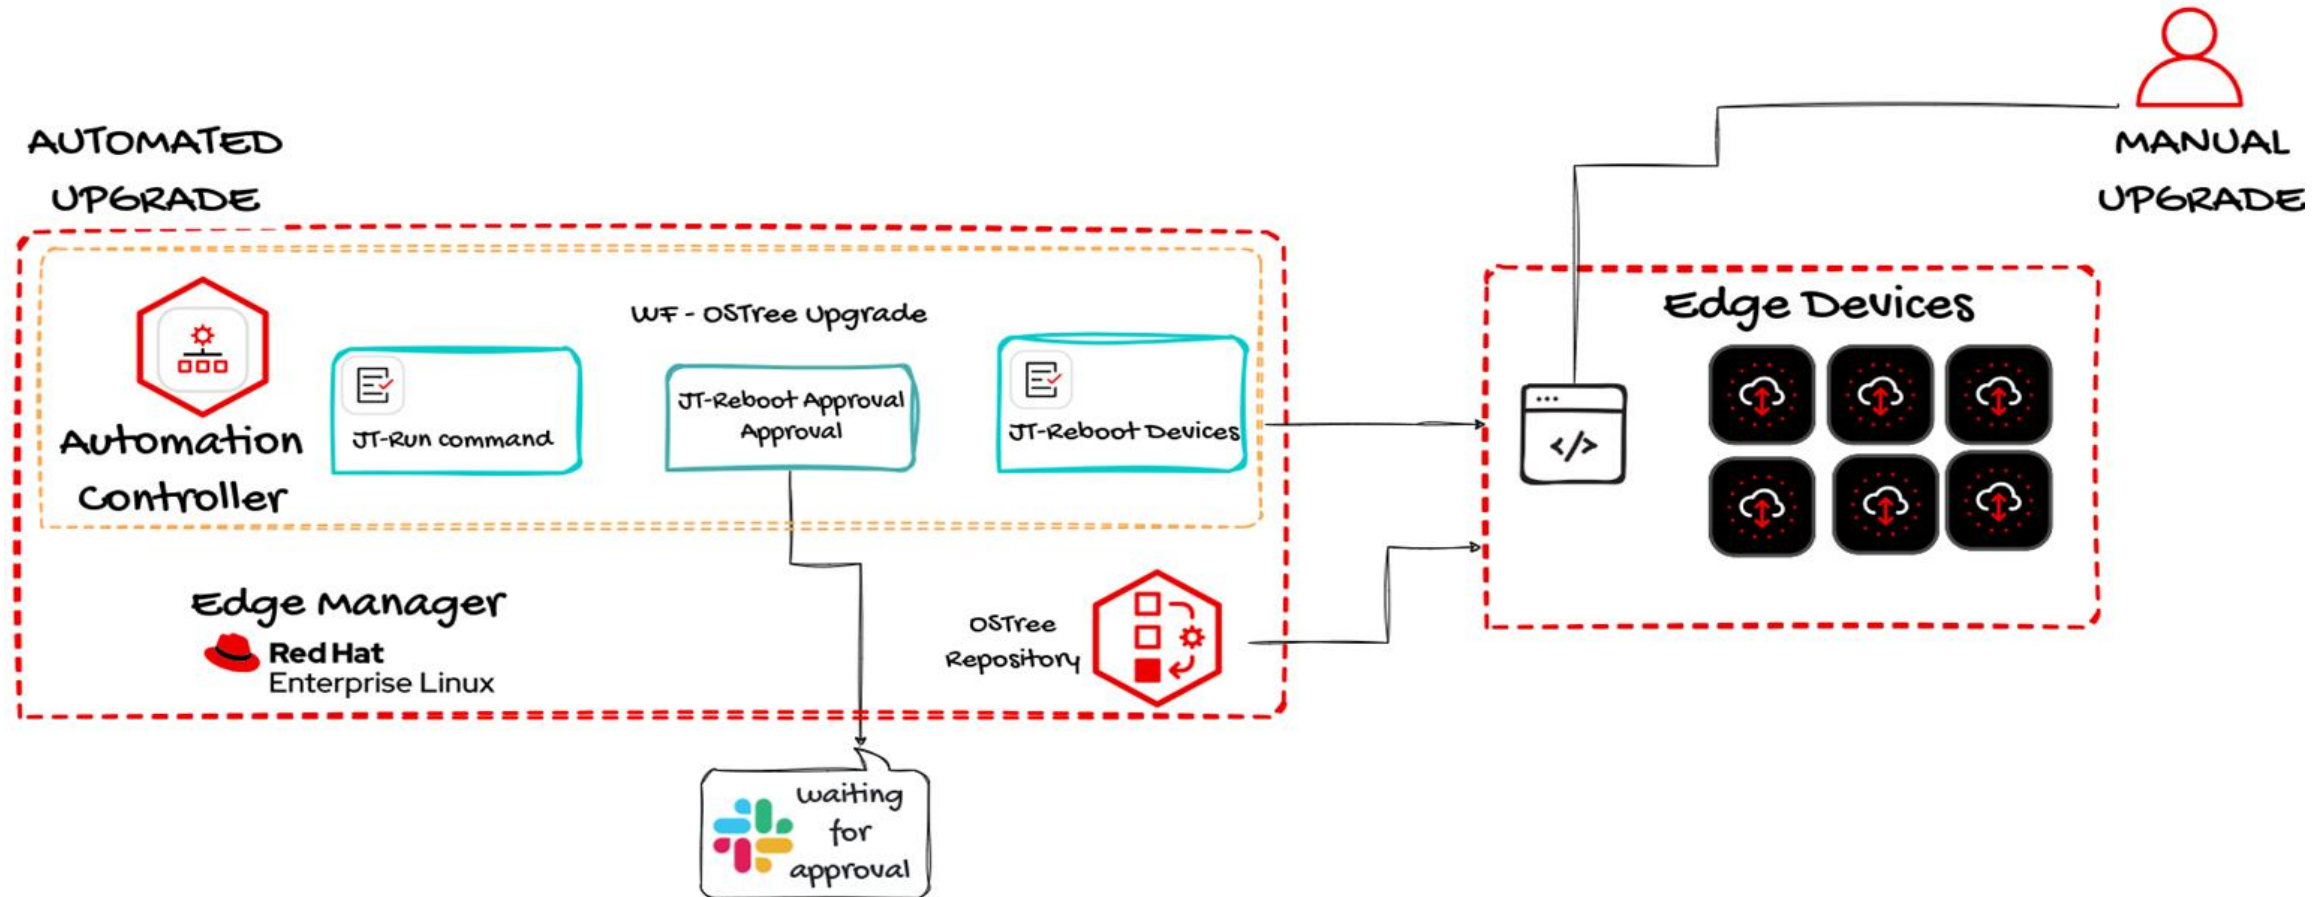 AUTOMATED
UPGRADE
MANUAL
UPGRADE
WF - OSTree Upgrade
Automation
Controller
JT-Run command
JT-Reboot Approval
Approval
JT-Reboot Devices
Edge Devices
</>
Edge Manager
Red Hat
Enterprise Linux
OSTree
Repository
waiting
for
approval